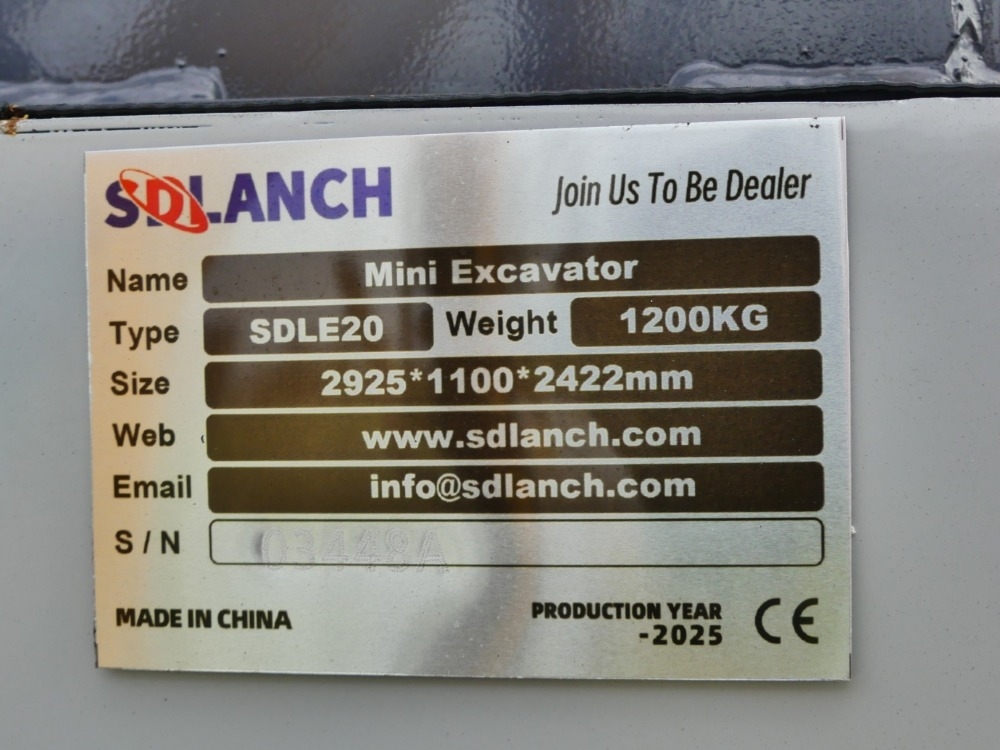 SDLANCH
Join Us To Be Dealer
Name Mini Excavator
Type SDLE20 Weight 1200KG
Size 2925*1100*2422mm
Web www.sdlanch.com
Email info@sdlanch.com
S / N 03448A
MADE IN CHINA
PRODUCTION YEAR
-2025
CE